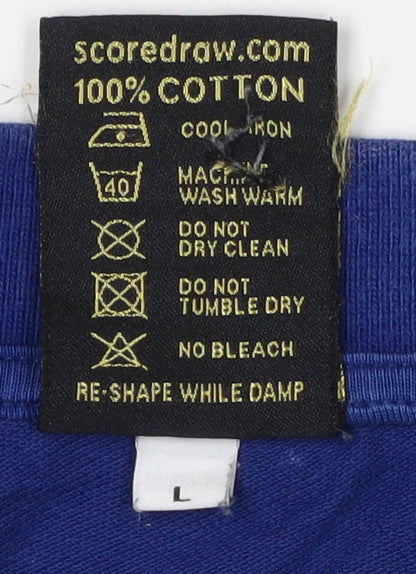 scoredraw.com
100% COTTON
COOL IRON
40
MACHINE
WASH WARM
DO NOT
DRY CLEAN
DO NOT
TUMBLE DRY
NO BLEACH
RE-SHAPE WHILE DAMP
L